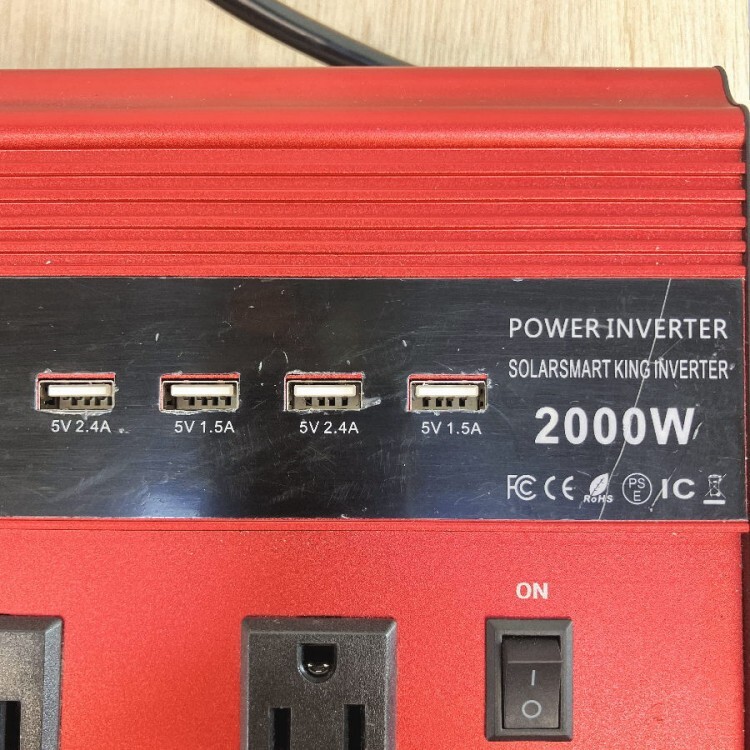 POWER INVERTER
SOLARSMART KING INVERTER
5V 2.4A 5V 1.5A 5V 2.4A 5V 1.5A
2000W
FC CE RoHS PSE IC
ON
I
O